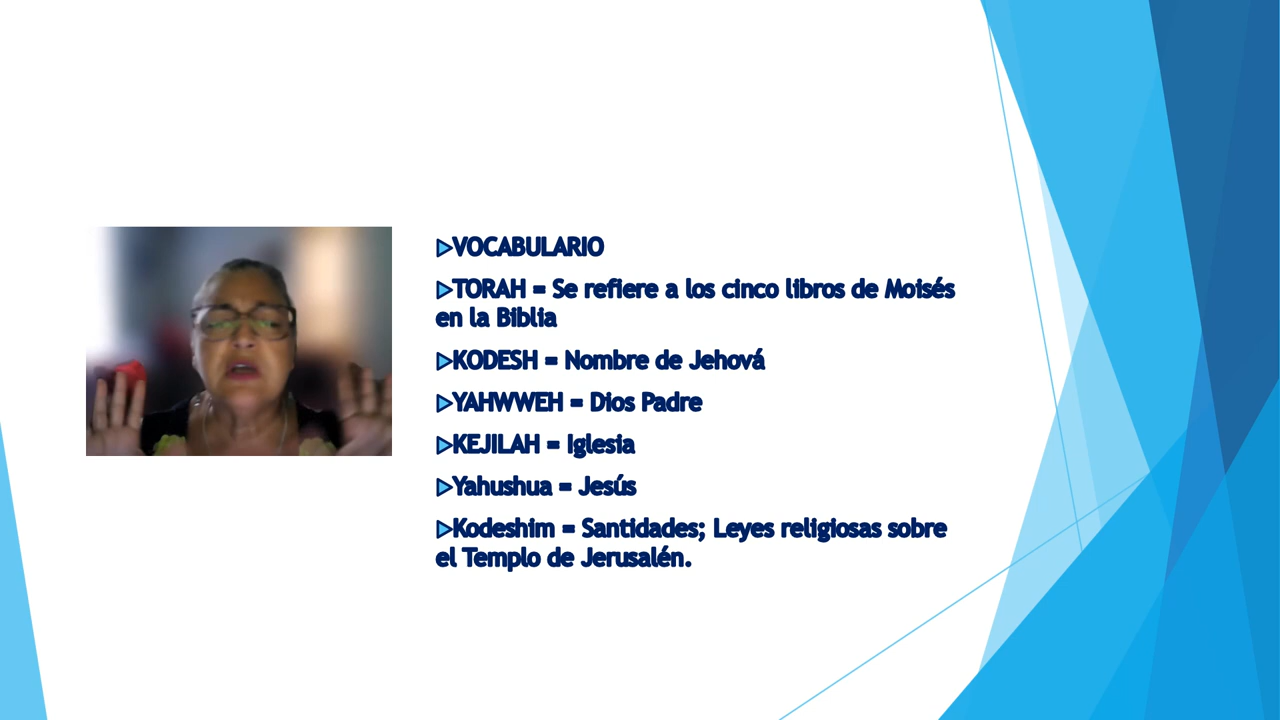 VOCABULARIO
TORAH = Se refiere a los cinco libros de Moisés
en la Biblia
KODESH = Nombre de Jehová
YAHWWEH = Dios Padre
KEJILAH = Iglesia
Yahushua = Jesús
Kodeshim = Santidades; Leyes religiosas sobre
el Templo de Jerusalén.